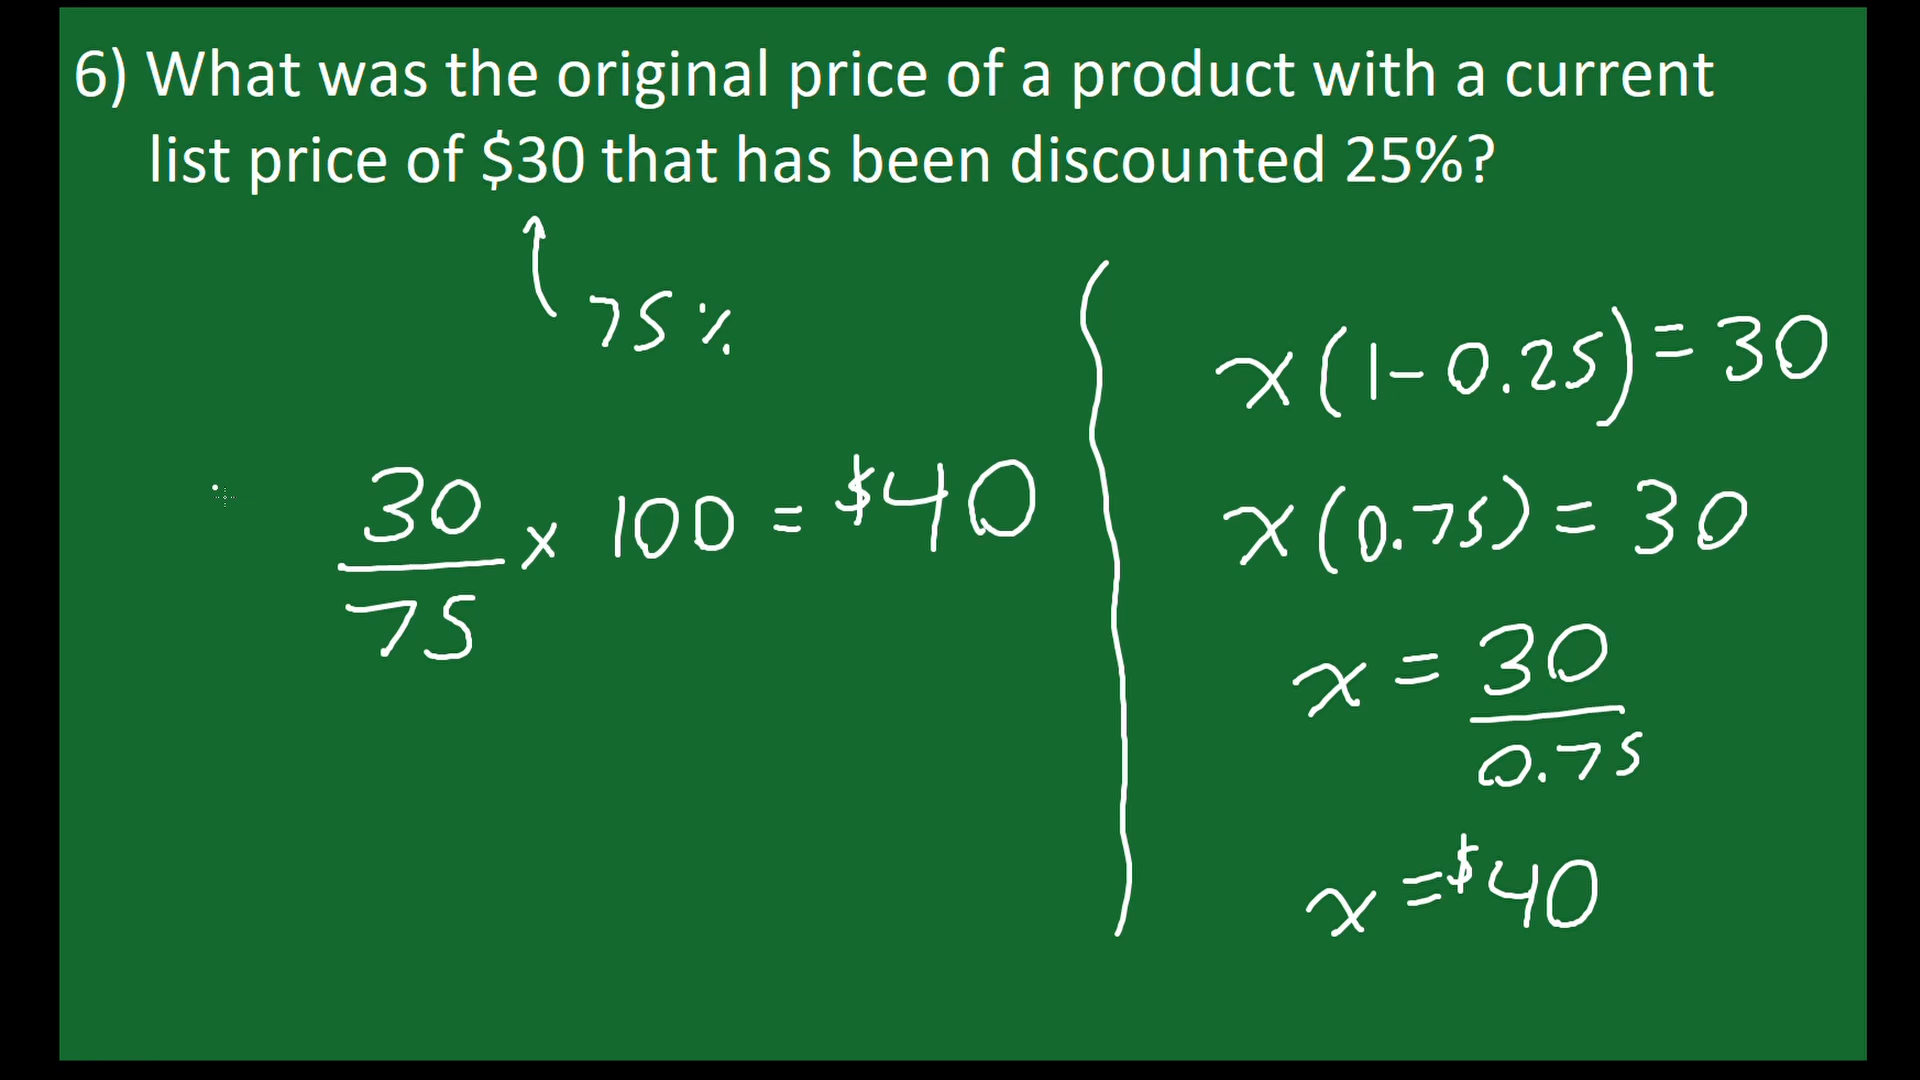 6) What was the original price of a product with a current
list price of $30 that has been discounted 25%?
75%
30
75
x 100 = $40
x(1-0.25)=30
x(0.75)=30
x = 30
0.75
x=$40